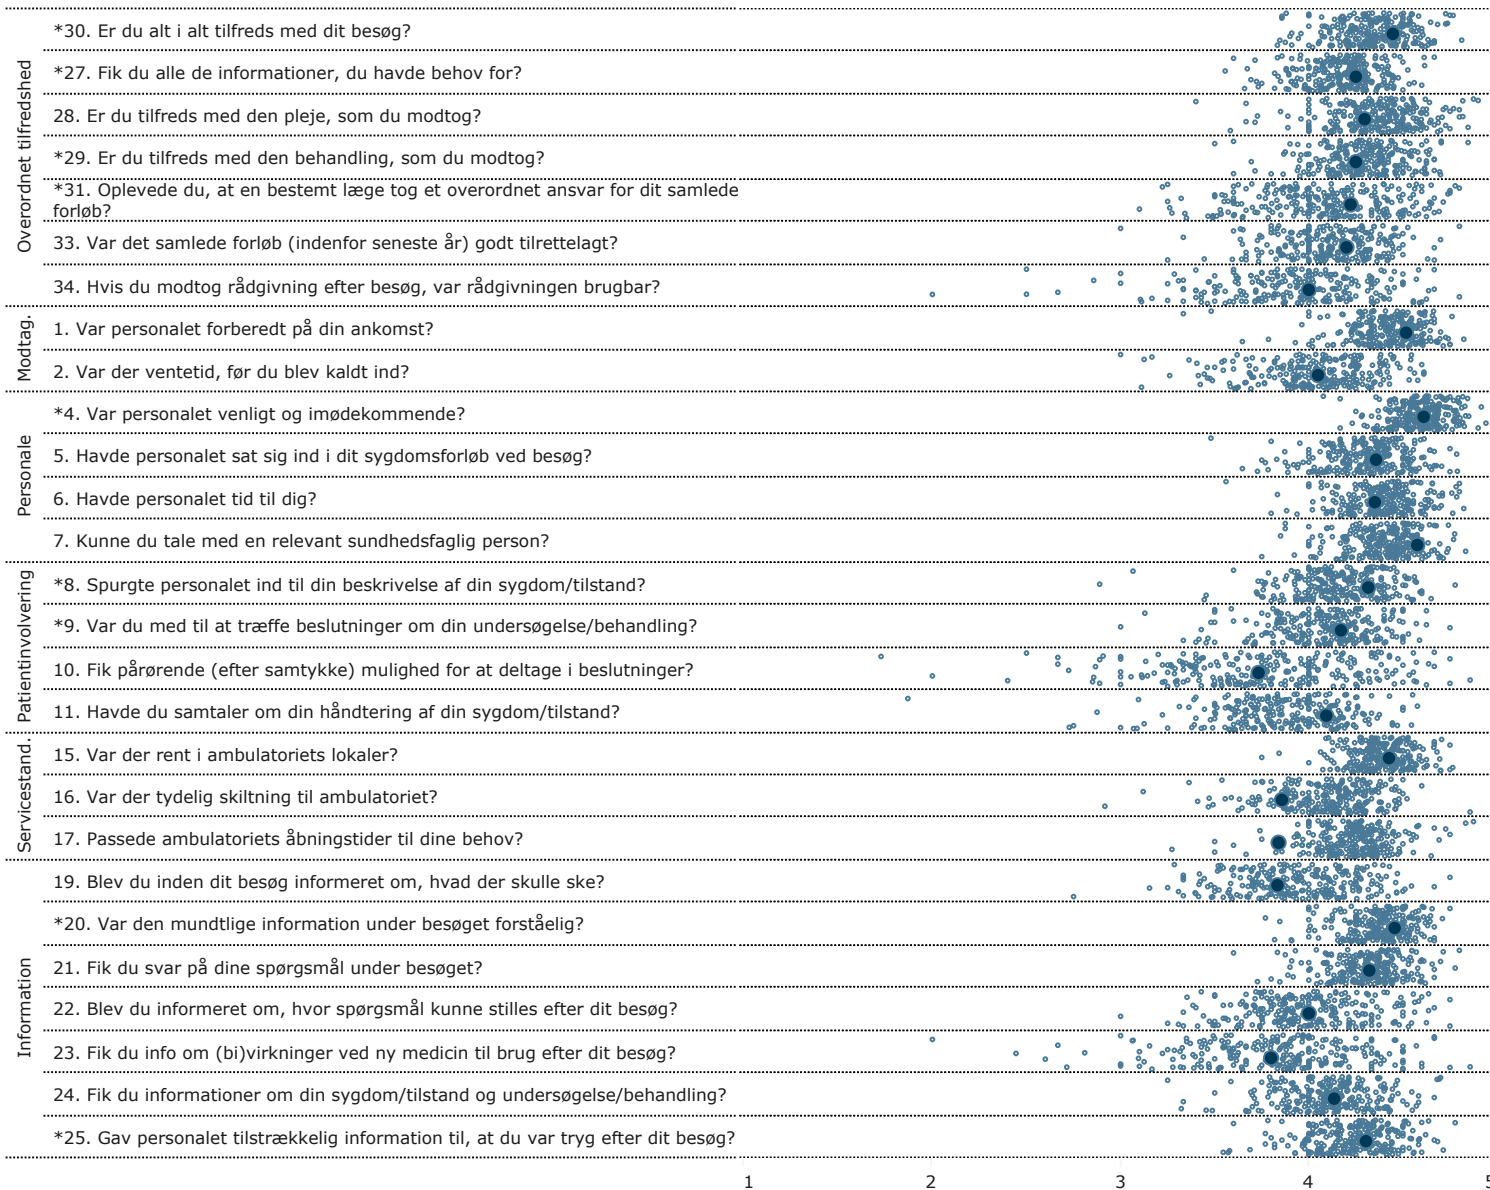 Overordnet tilfredshed
*30. Er du alt i alt tilfreds med dit besøg?
*27. Fik du alle de informationer, du havde behov for?
28. Er du tilfreds med den pleje, som du modtog?
*29. Er du tilfreds med den behandling, som du modtog?
*31. Oplevede du, at en bestemt læge tog et overordnet ansvar for dit samlede
forløb?
33. Var det samlede forløb (indenfor seneste år) godt tilrettelagt?
34. Hvis du modtog rådgivning efter besøg, var rådgivningen brugbar?
Modtag.
1. Var personalet forberedt på din ankomst?
2. Var der ventetid, før du blev kaldt ind?
Personale
*4. Var personalet venligt og imødekommende?
5. Havde personalet sat sig ind i dit sygdomsforløb ved besøg?
6. Havde personalet tid til dig?
7. Kunne du tale med en relevant sundhedsfaglig person?
Patientinvolvering
*8. Spurgte personalet ind til din beskrivelse af din sygdom/tilstand?
*9. Var du med til at træffe beslutninger om din undersøgelse/behandling?
10. Fik pårørende (efter samtykke) mulighed for at deltage i beslutninger?
11. Havde du samtaler om din håndtering af din sygdom/tilstand?
Servicestand.
15. Var der rent i ambulatoriets lokaler?
16. Var der tydelig skiltning til ambulatoriet?
17. Passede ambulatoriets åbningstider til dine behov?
Information
19. Blev du inden dit besøg informeret om, hvad der skulle ske?
*20. Var den mundtlige information under besøget forståelig?
21. Fik du svar på dine spørgsmål under besøget?
22. Blev du informeret om, hvor spørgsmål kunne stilles efter dit besøg?
23. Fik du info om (bi)virkninger ved ny medicin til brug efter dit besøg?
24. Fik du informationer om din sygdom/tilstand og undersøgelse/behandling?
*25. Gav personalet tilstrækkelig information til, at du var tryg efter dit besøg?
1 2 3 4 5